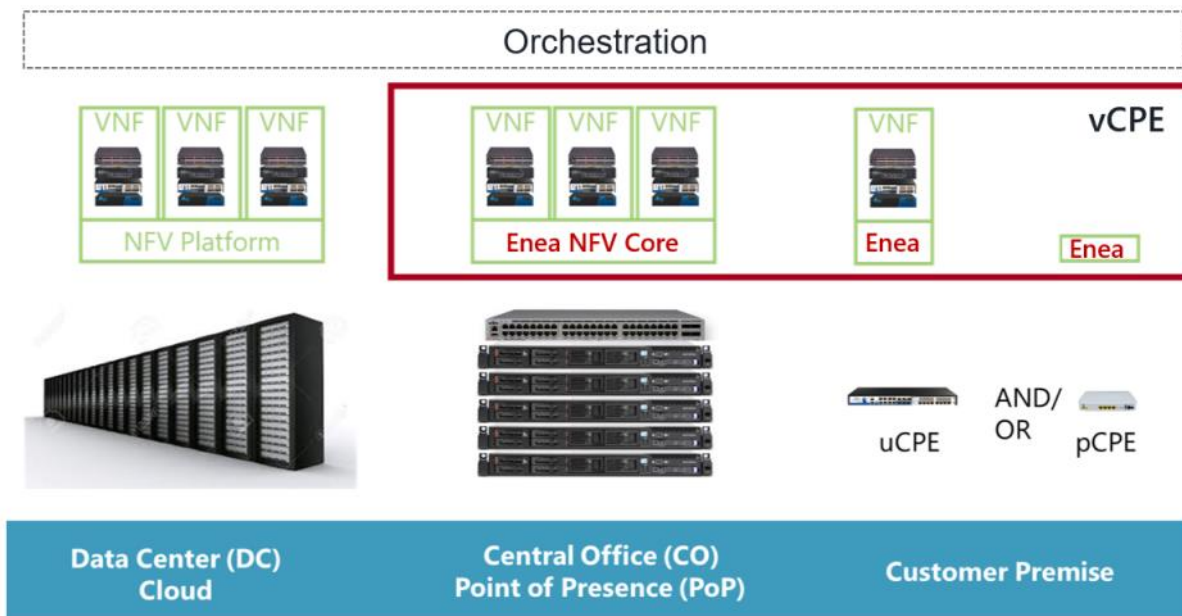 Orchestration
VNF VNF VNF
NFV Platform
VNF VNF VNF
Enea NFV Core
VNF
Enea
vCPE
Enea
uCPE
AND/
OR
pCPE
Data Center (DC)
Cloud
Central Office (CO)
Point of Presence (PoP)
Customer Premise